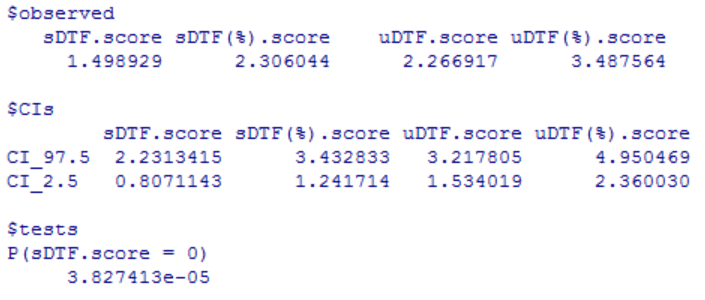 $observed
sDTF.score sDTF(%).score uDTF.score uDTF(%).score
1.498929 2.306044 2.266917 3.487564
$CIs
sDTF.score sDTF(%).score uDTF.score uDTF(%).score
CI_97.5 2.2313415 3.432833 3.217805 4.950469
CI_2.5 0.8071143 1.241714 1.534019 2.360030
$tests
P(sDTF.score = 0)
3.827413e-05